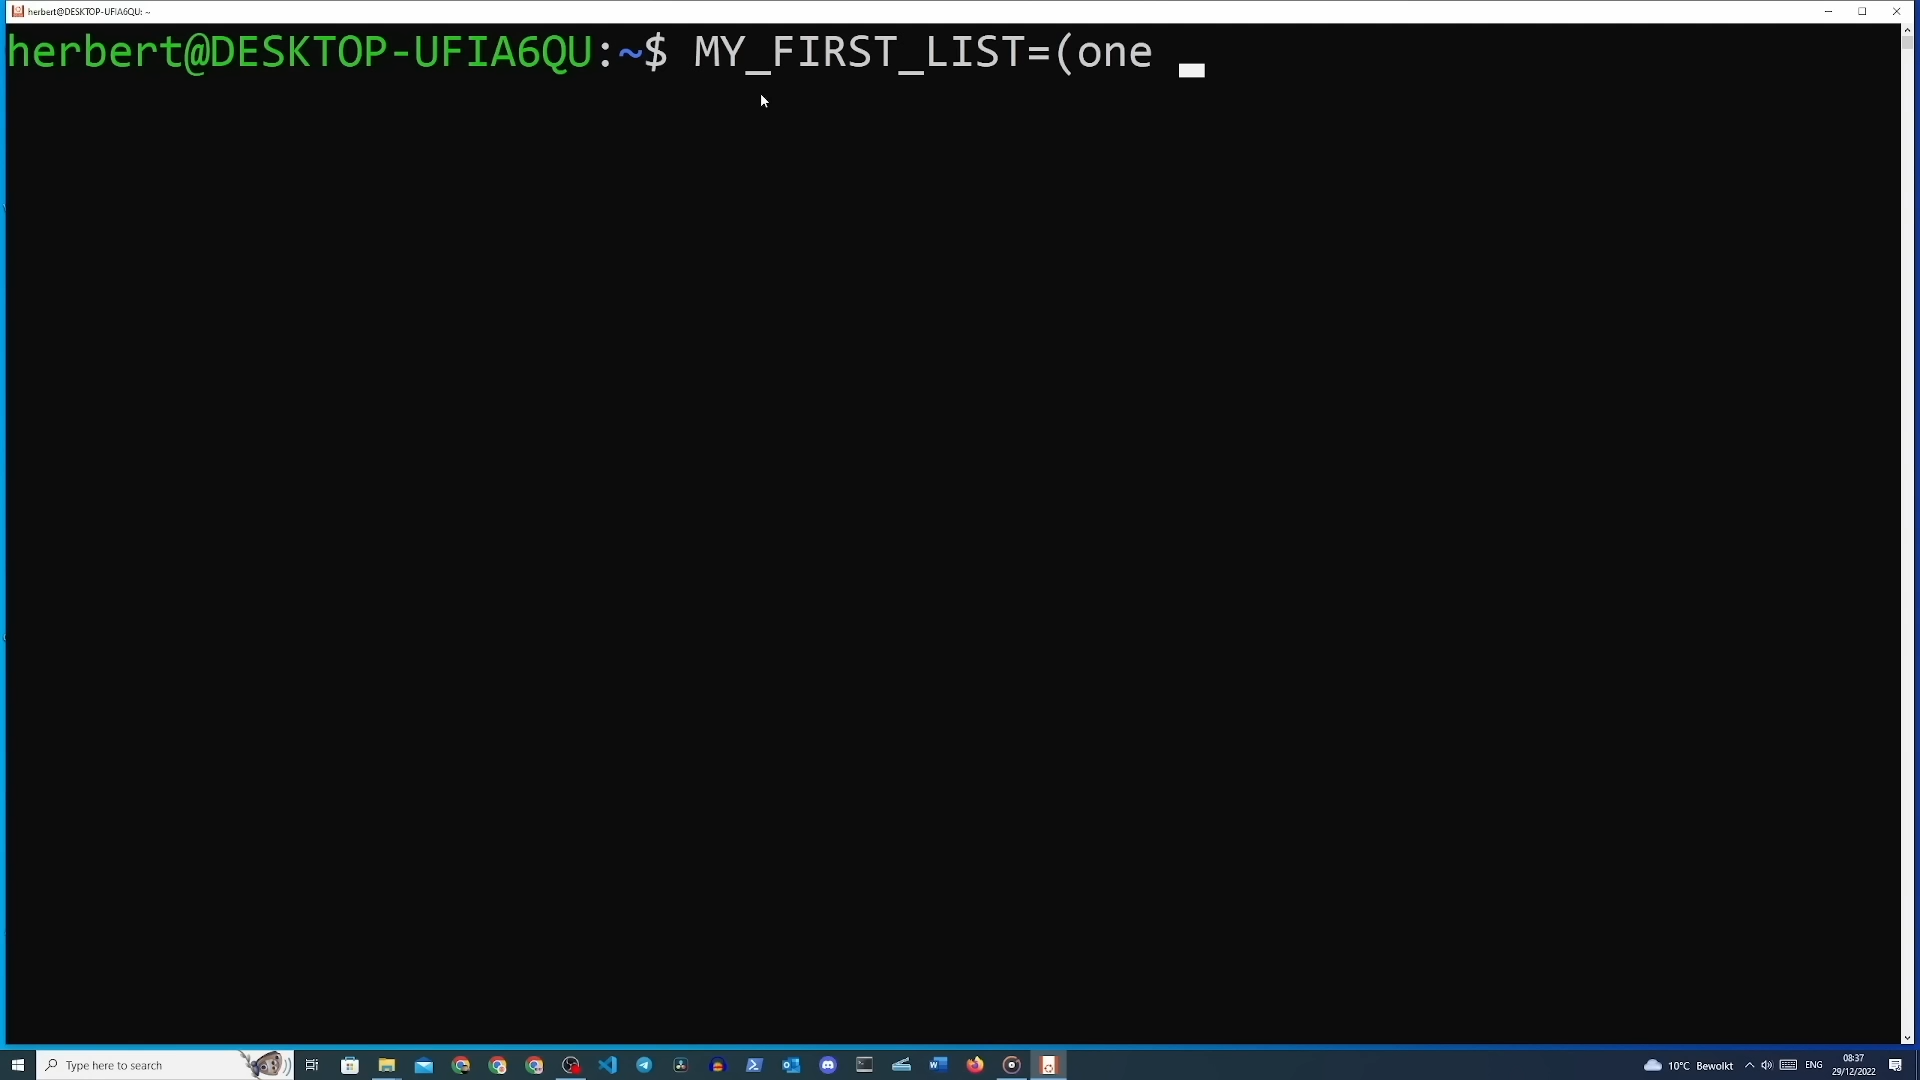 herbert@DESKTOP-UFIA6QU: ~
herbert@DESKTOP-UFIA6QU:~$ MY_FIRST_LIST=(one
Type here to search
10°C Bewolkt
ENG
08:37
29/12/2022